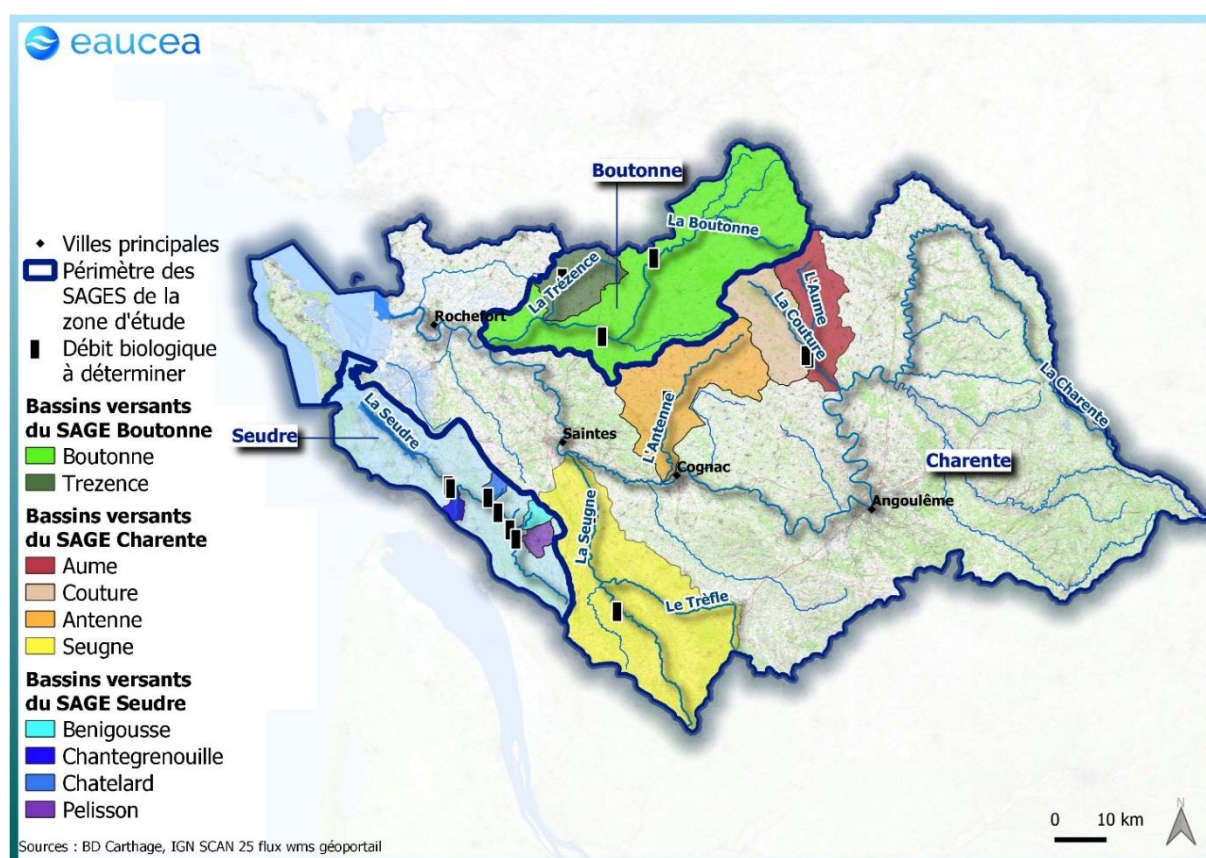 eaucea
Villes principales
Périmètre des
SAGES de la
zone d'étude
Débit biologique
à déterminer
Bassins versants
du SAGE Boutonne
Boutonne
Trezence
Bassins versants
du SAGE Charente
Aume
Couture
Antenne
Seugne
Bassins versants
du SAGE Seudre
Benigousse
Chantegrenouille
Chatelard
Pelisson
Sources : BD Carthage, IGN SCAN 25 flux wms géoportail
Boutonne
La Boutonne
La Trézence
L'Aume
La Couture
Rochefort
La Charente
La Seudre
Seudre
Saintes
L'Antenne
Cognac
Charente
Angoulême
La Seugne
Le Trèfle
0 10 km
N